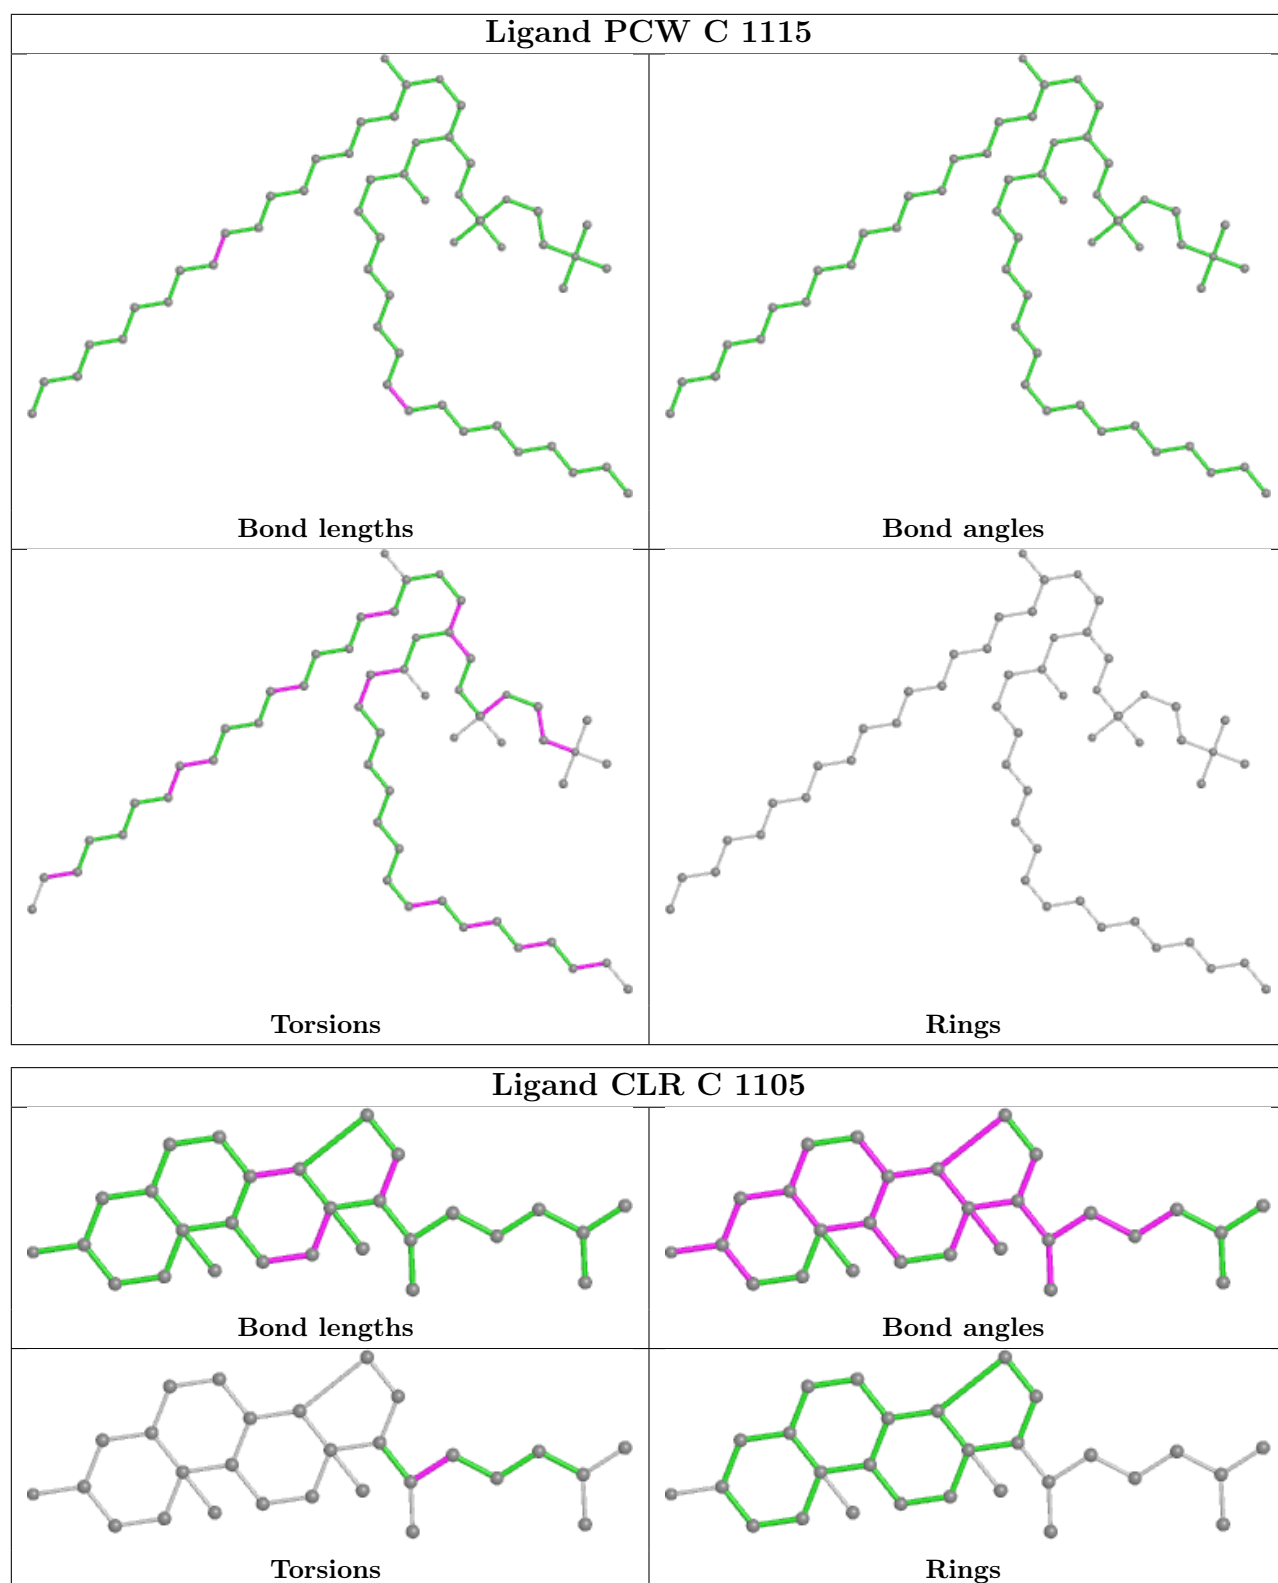 Ligand PCW C 1115
Bond lengths
Bond angles
Torsions
Rings
Ligand CLR C 1105
Bond lengths
Bond angles
Torsions
Rings